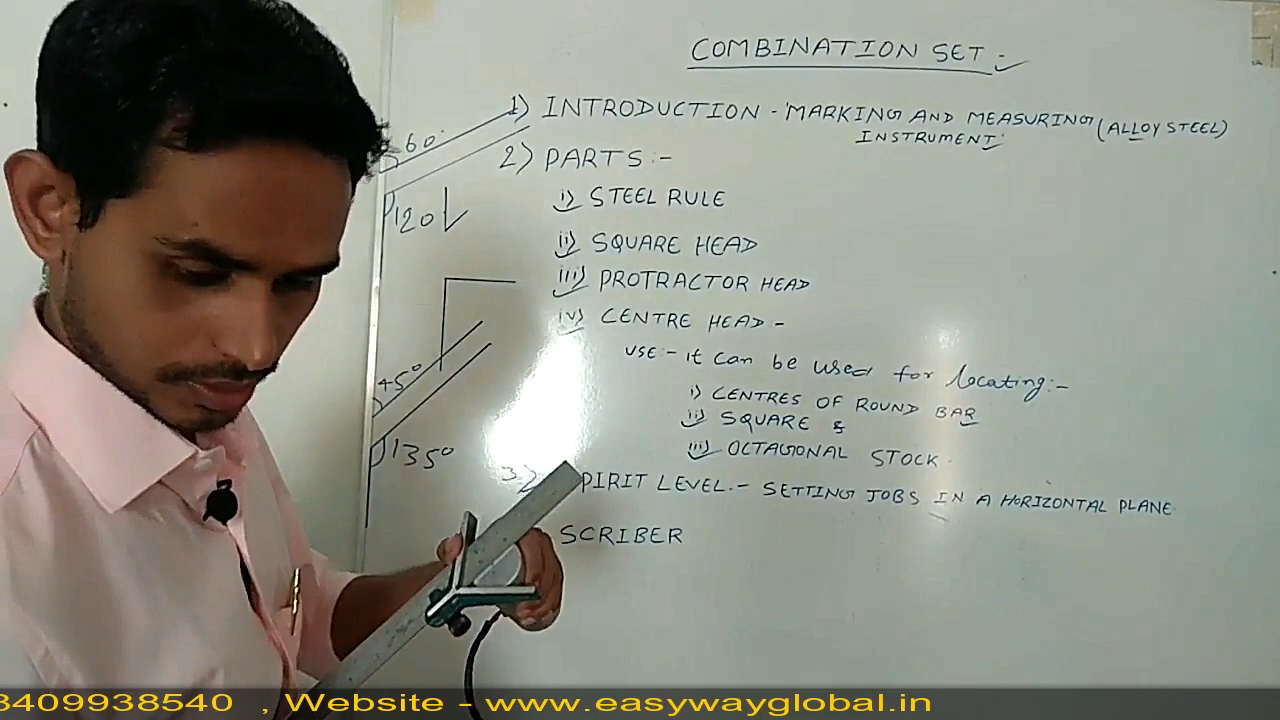 COMBINATION SET :-
1) INTRODUCTION - MARKING AND MEASURING (ALLOY STEEL)
INSTRUMENT
2) PARTS :-
i) STEEL RULE
ii) SQUARE HEAD
iii) PROTRACTOR HEAD
iv) CENTRE HEAD -
USE :- it can be used for locating :-
i) CENTRES OF ROUND BAR
ii) SQUARE &
iii) OCTAGONAL STOCK
3) PIRIT LEVEL. - SETTING JOBS IN A HORIZONTAL PLANE
SCRIBER
60°
120
45°
135°
8409938540 , Website - www.easywayglobal.in